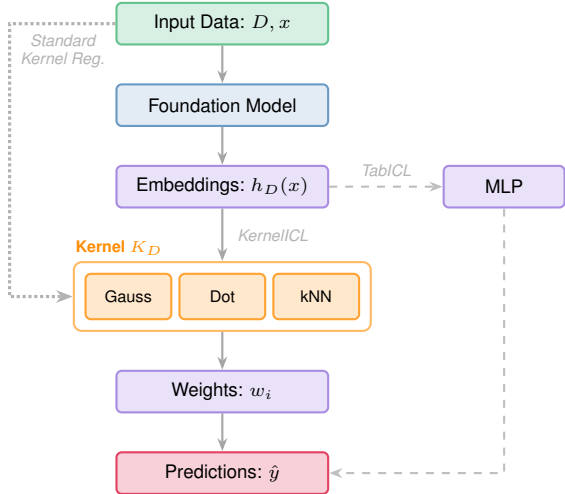 Input Data: D, x
Standard
Kernel Reg.
Foundation Model
Embeddings: h_D(x)
TabICL
MLP
KernelICL
Kernel K_D
Gauss
Dot
kNN
Weights: w_i
Predictions: ŷ